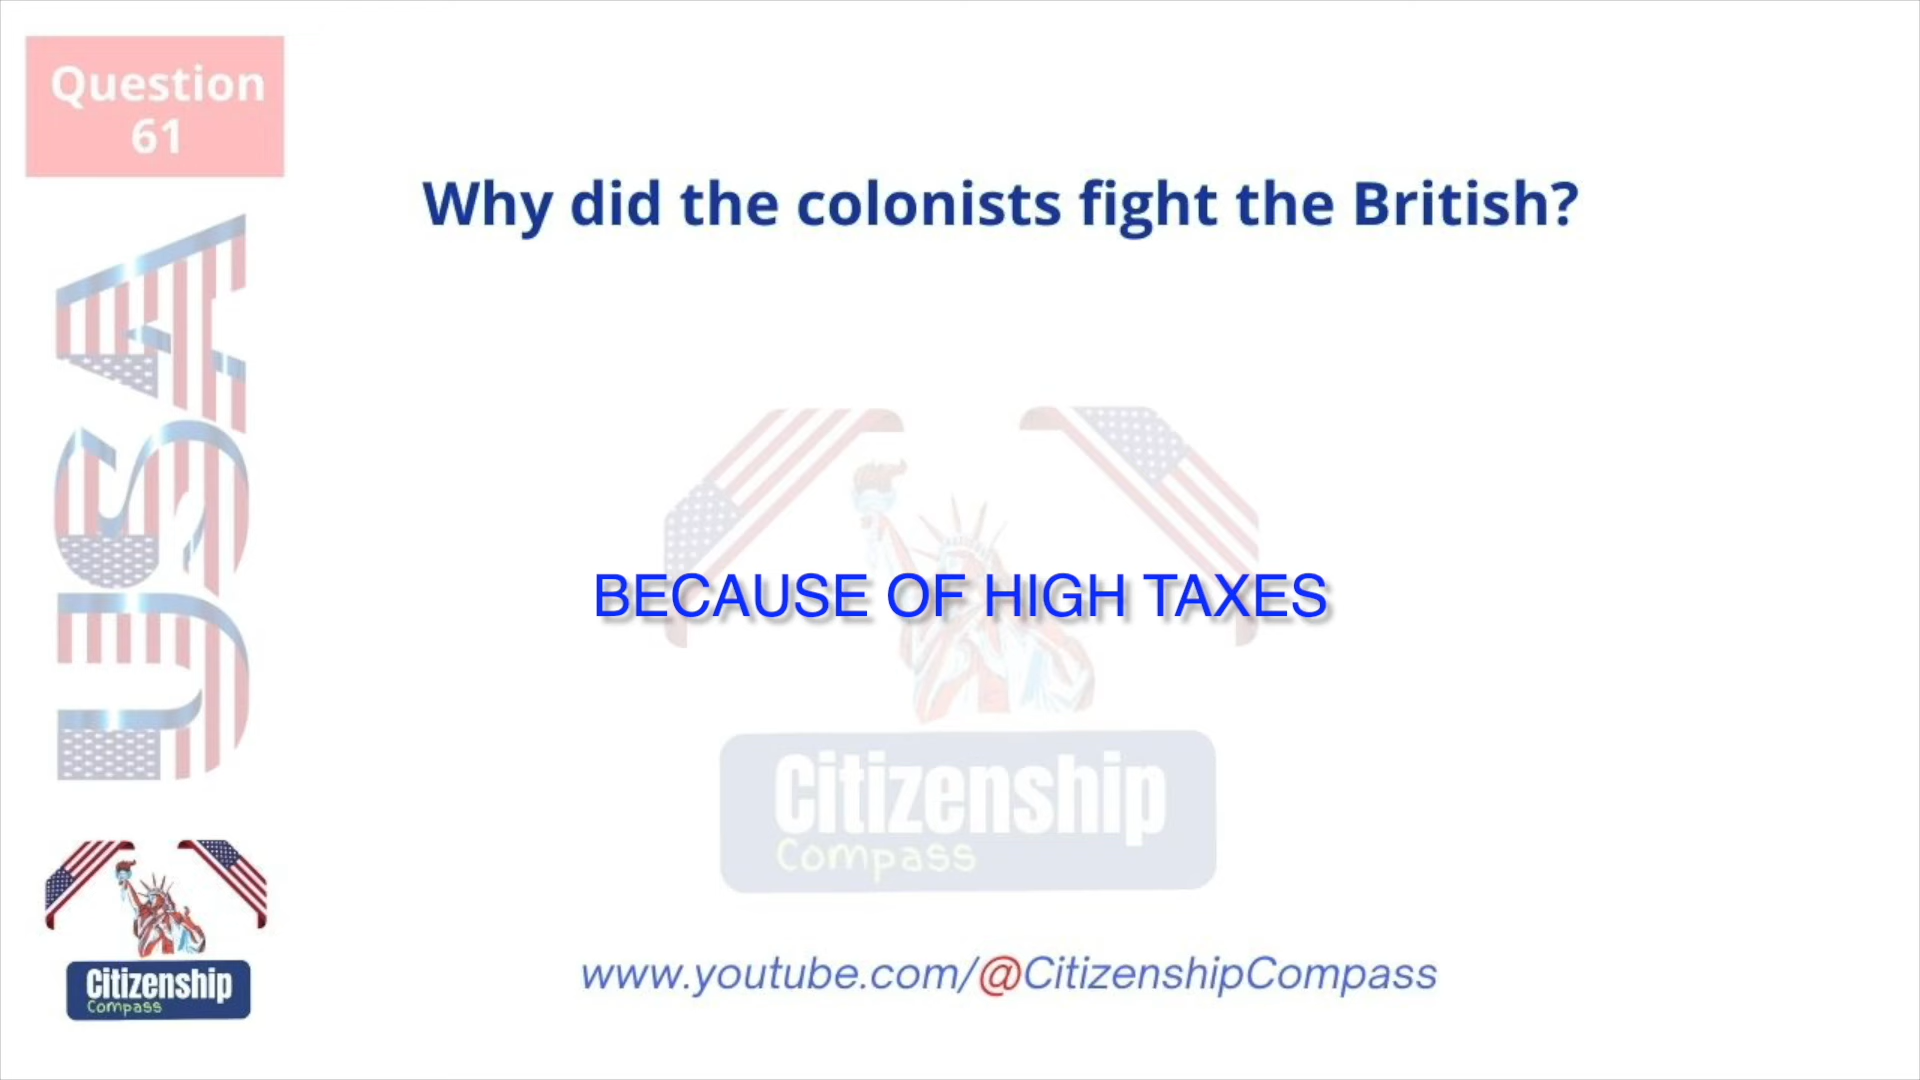 Question
61
Why did the colonists fight the British?
USA
BECAUSE OF HIGH TAXES
Citizenship
Compass
Citizenship
Compass
www.youtube.com/@CitizenshipCompass